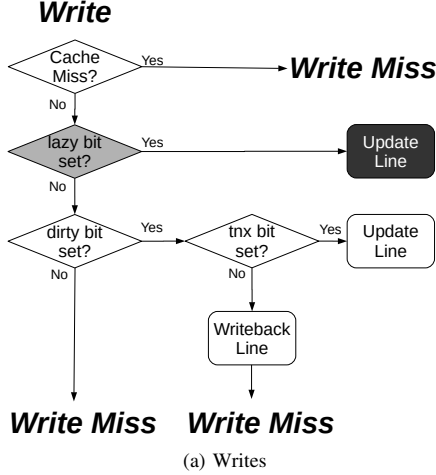 Write
Cache
Miss?
Yes
Write Miss
No
lazy bit
set?
Yes
Update
Line
No
dirty bit
set?
Yes
tnx bit
set?
Yes
Update
Line
No
No
Writeback
Line
Write Miss
Write Miss
(a) Writes